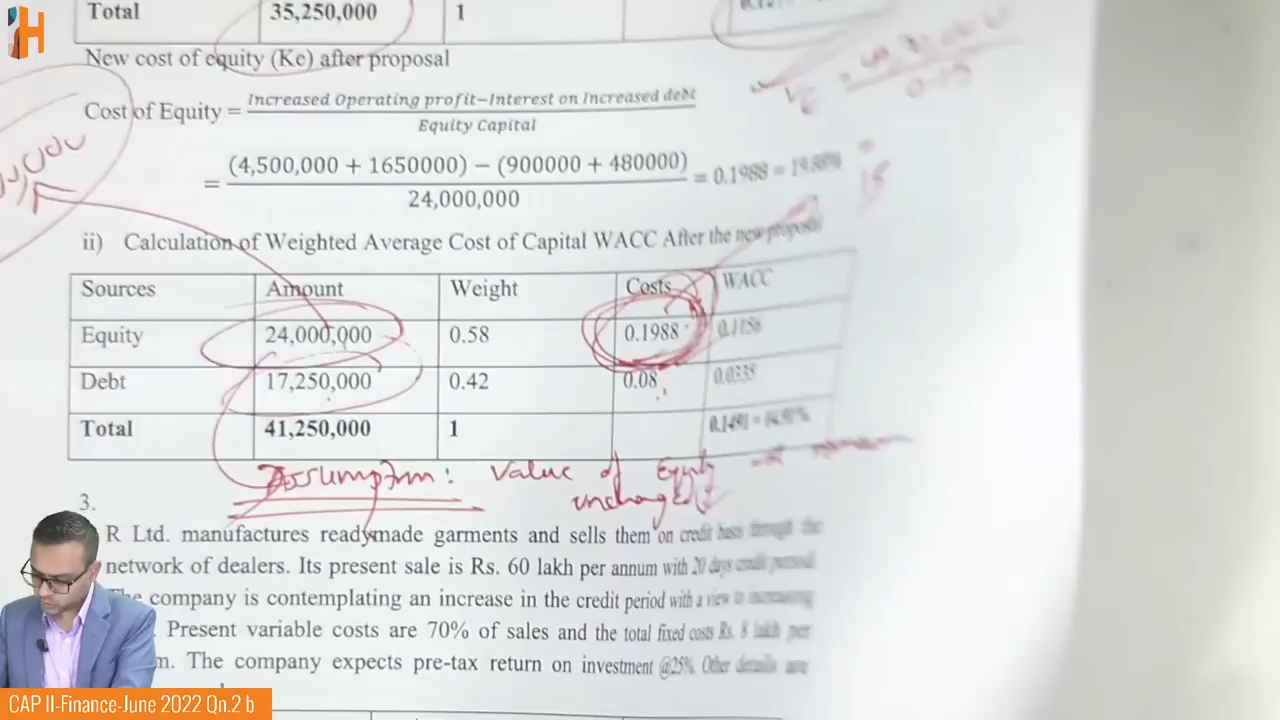 H
Total 35,250,000 1
New cost of equity (Ke) after proposal
Cost of Equity = Increased Operating profit−Interest on Increased debt
Equity Capital
= (4,500,000 + 1650000) − (900000 + 480000) = 0.1988 = 19.88%
24,000,000
ii) Calculation of Weighted Average Cost of Capital WACC After the new proposal
Sources Amount Weight Costs WACC
Equity 24,000,000 0.58 0.1988 0.1156
Debt 17,250,000 0.42 0.08 0.0335
Total 41,250,000 1 0.1491 = 14.91%
Assumption: Value of Equity
unchanged
3.
R Ltd. manufactures readymade garments and sells them on credit basis through the
network of dealers. Its present sale is Rs. 60 lakh per annum with 20 days credit period.
company is contemplating an increase in the credit period with a view to increasing
Present variable costs are 70% of sales and the total fixed costs Rs. 8 lakh per
The company expects pre-tax return on investment @25%. Other details are
CAP II-Finance-June 2022 Qn.2 b